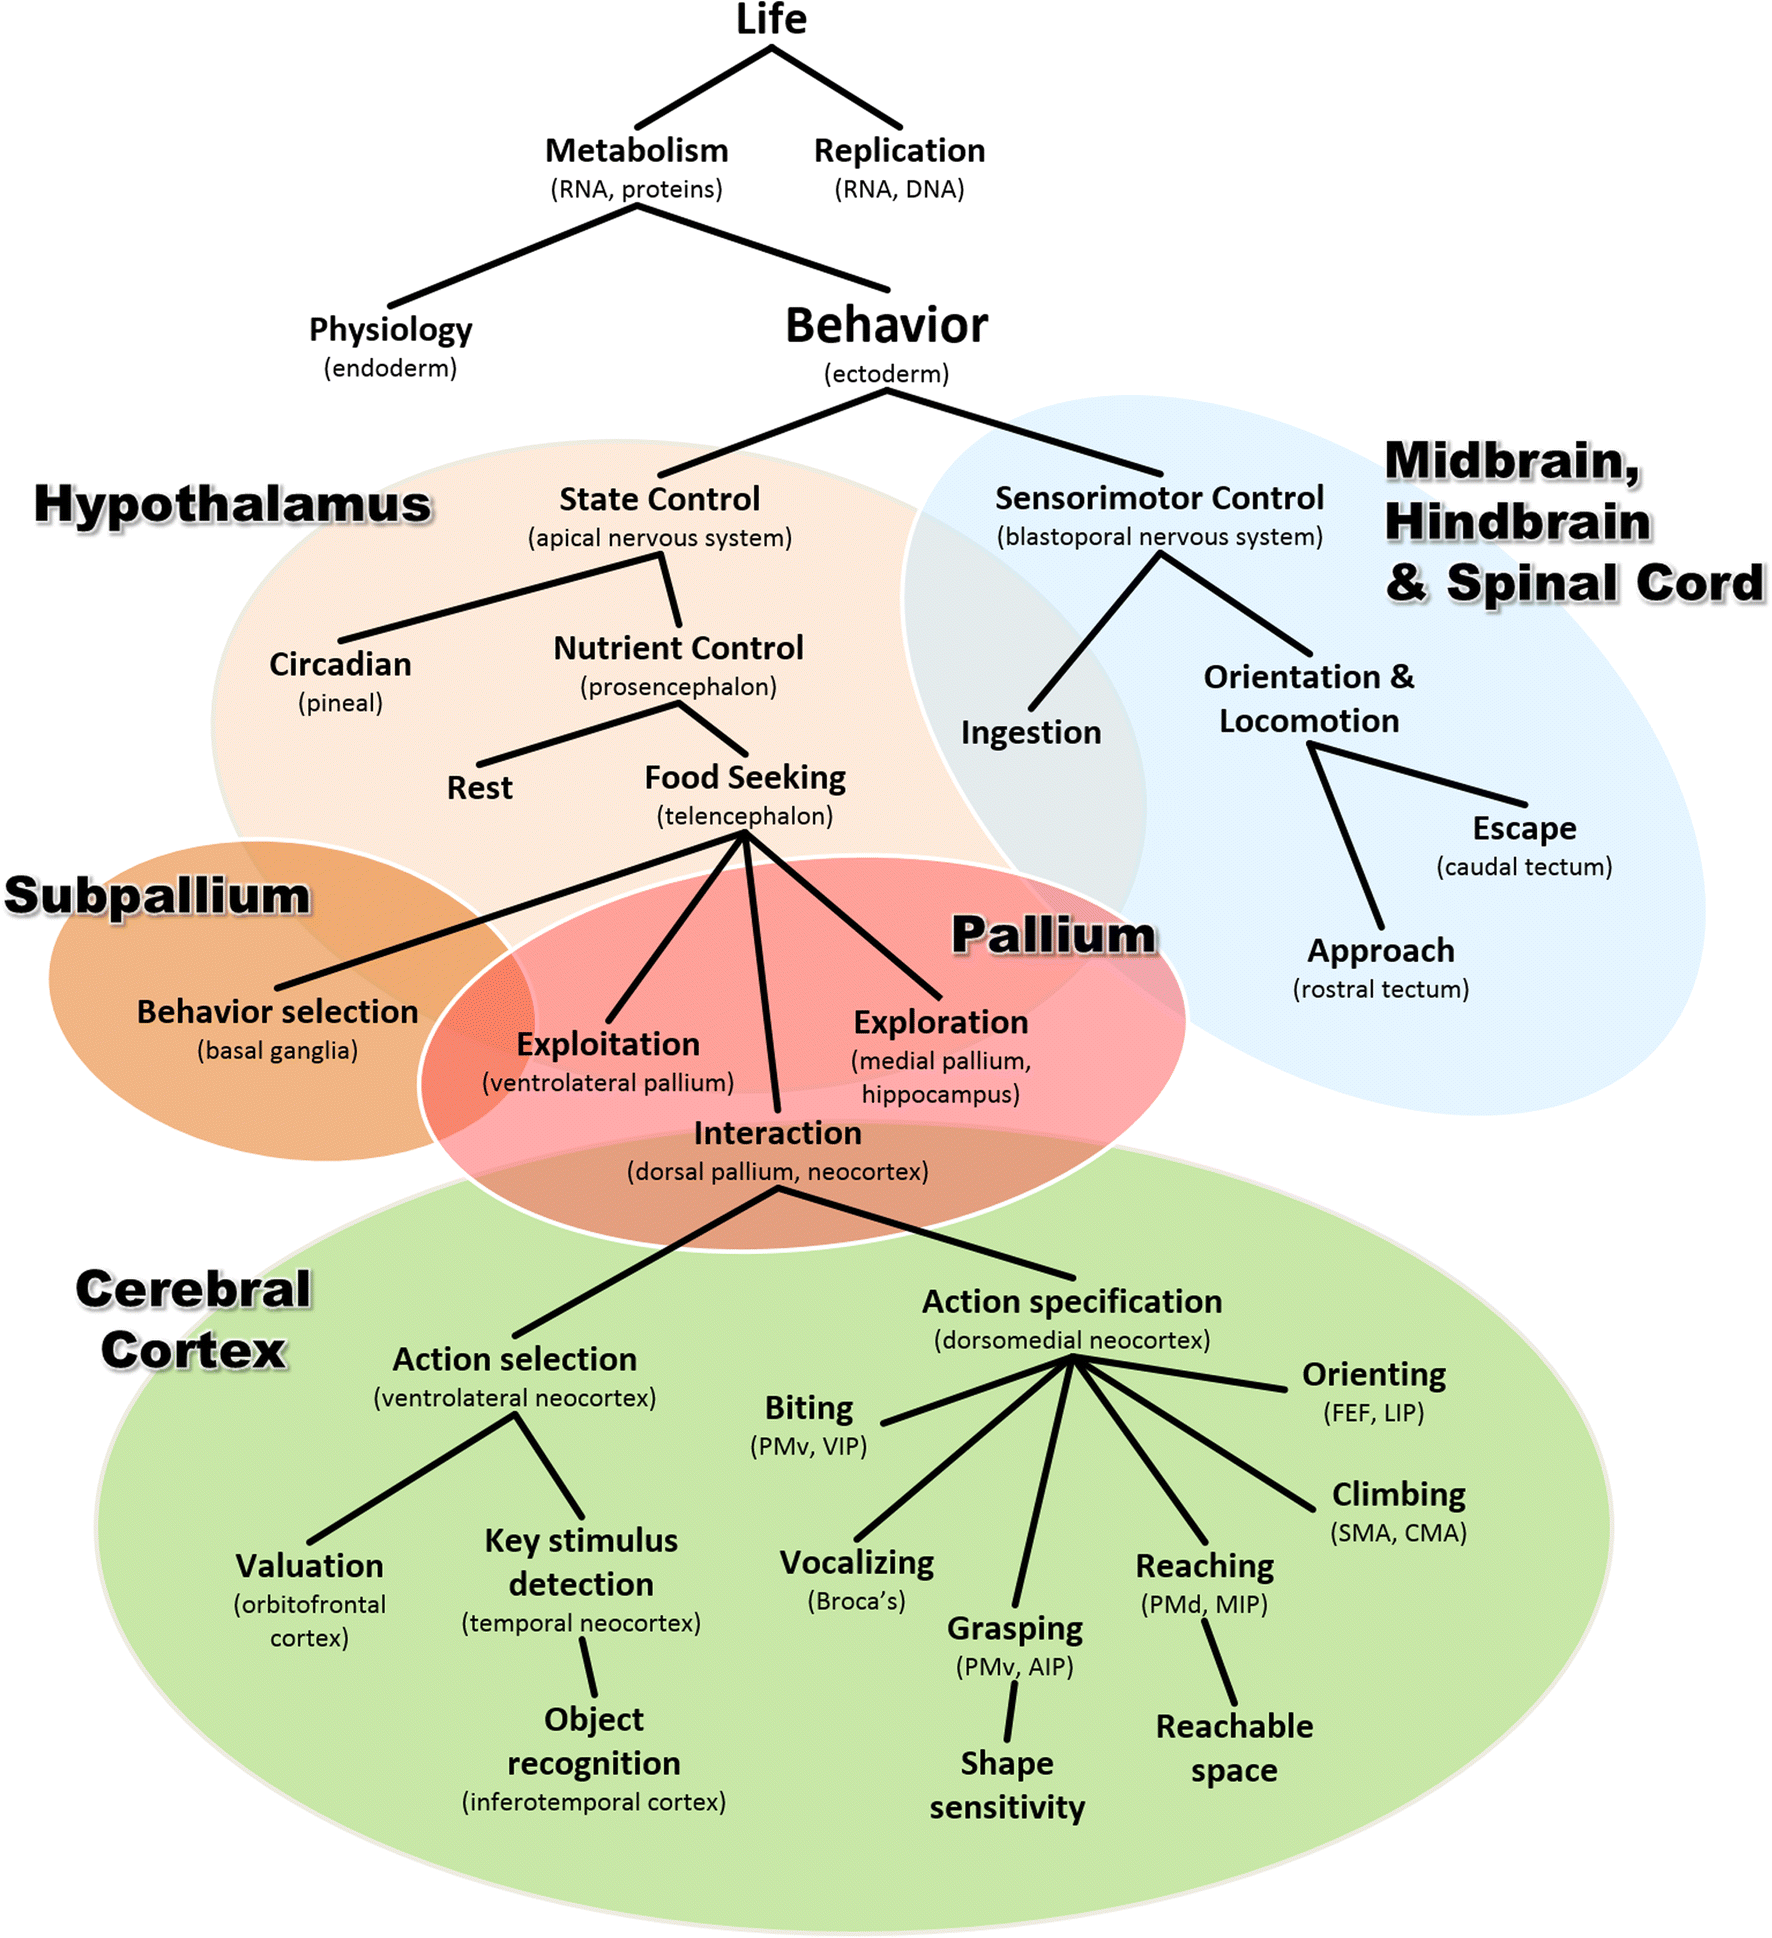 Life
Metabolism
(RNA, proteins)
Replication
(RNA, DNA)
Physiology
(endoderm)
Behavior
(ectoderm)
Hypothalamus
Midbrain,
Hindbrain
& Spinal Cord
State Control
(apical nervous system)
Sensorimotor Control
(blastoporal nervous system)
Circadian
(pineal)
Nutrient Control
(prosencephalon)
Ingestion
Orientation &
Locomotion
Rest
Food Seeking
(telencephalon)
Escape
(caudal tectum)
Approach
(rostral tectum)
Subpallium
Pallium
Behavior selection
(basal ganglia)
Exploitation
(ventrolateral pallium)
Exploration
(medial pallium,
hippocampus)
Interaction
(dorsal pallium, neocortex)
Cerebral
Cortex
Action selection
(ventrolateral neocortex)
Action specification
(dorsomedial neocortex)
Biting
(PMv, VIP)
Orienting
(FEF, LIP)
Climbing
(SMA, CMA)
Valuation
(orbitofrontal
cortex)
Key stimulus
detection
(temporal neocortex)
Vocalizing
(Broca’s)
Grasping
(PMv, AIP)
Reaching
(PMd, MIP)
Object
recognition
(inferotemporal cortex)
Shape
sensitivity
Reachable
space